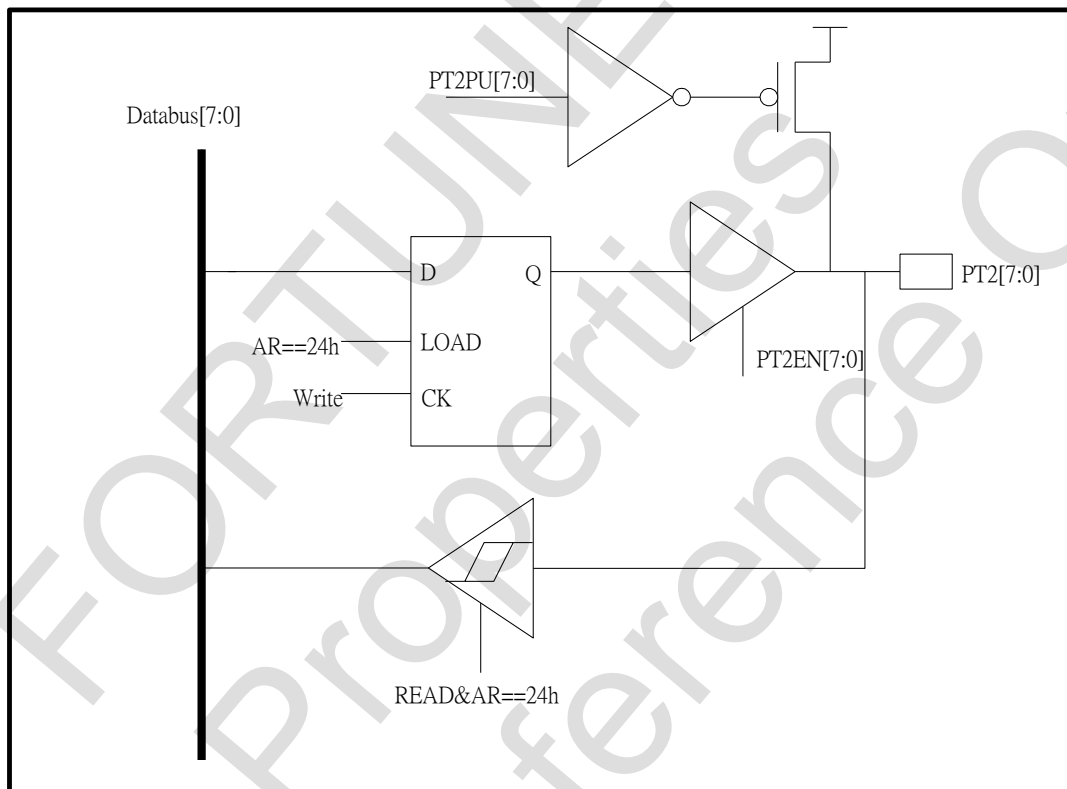 PT2PU[7:0]
Databus[7:0]
D
Q
PT2[7:0]
AR==24h
LOAD
PT2EN[7:0]
Write
CK
READ&AR==24h
FORTUNE
Properties